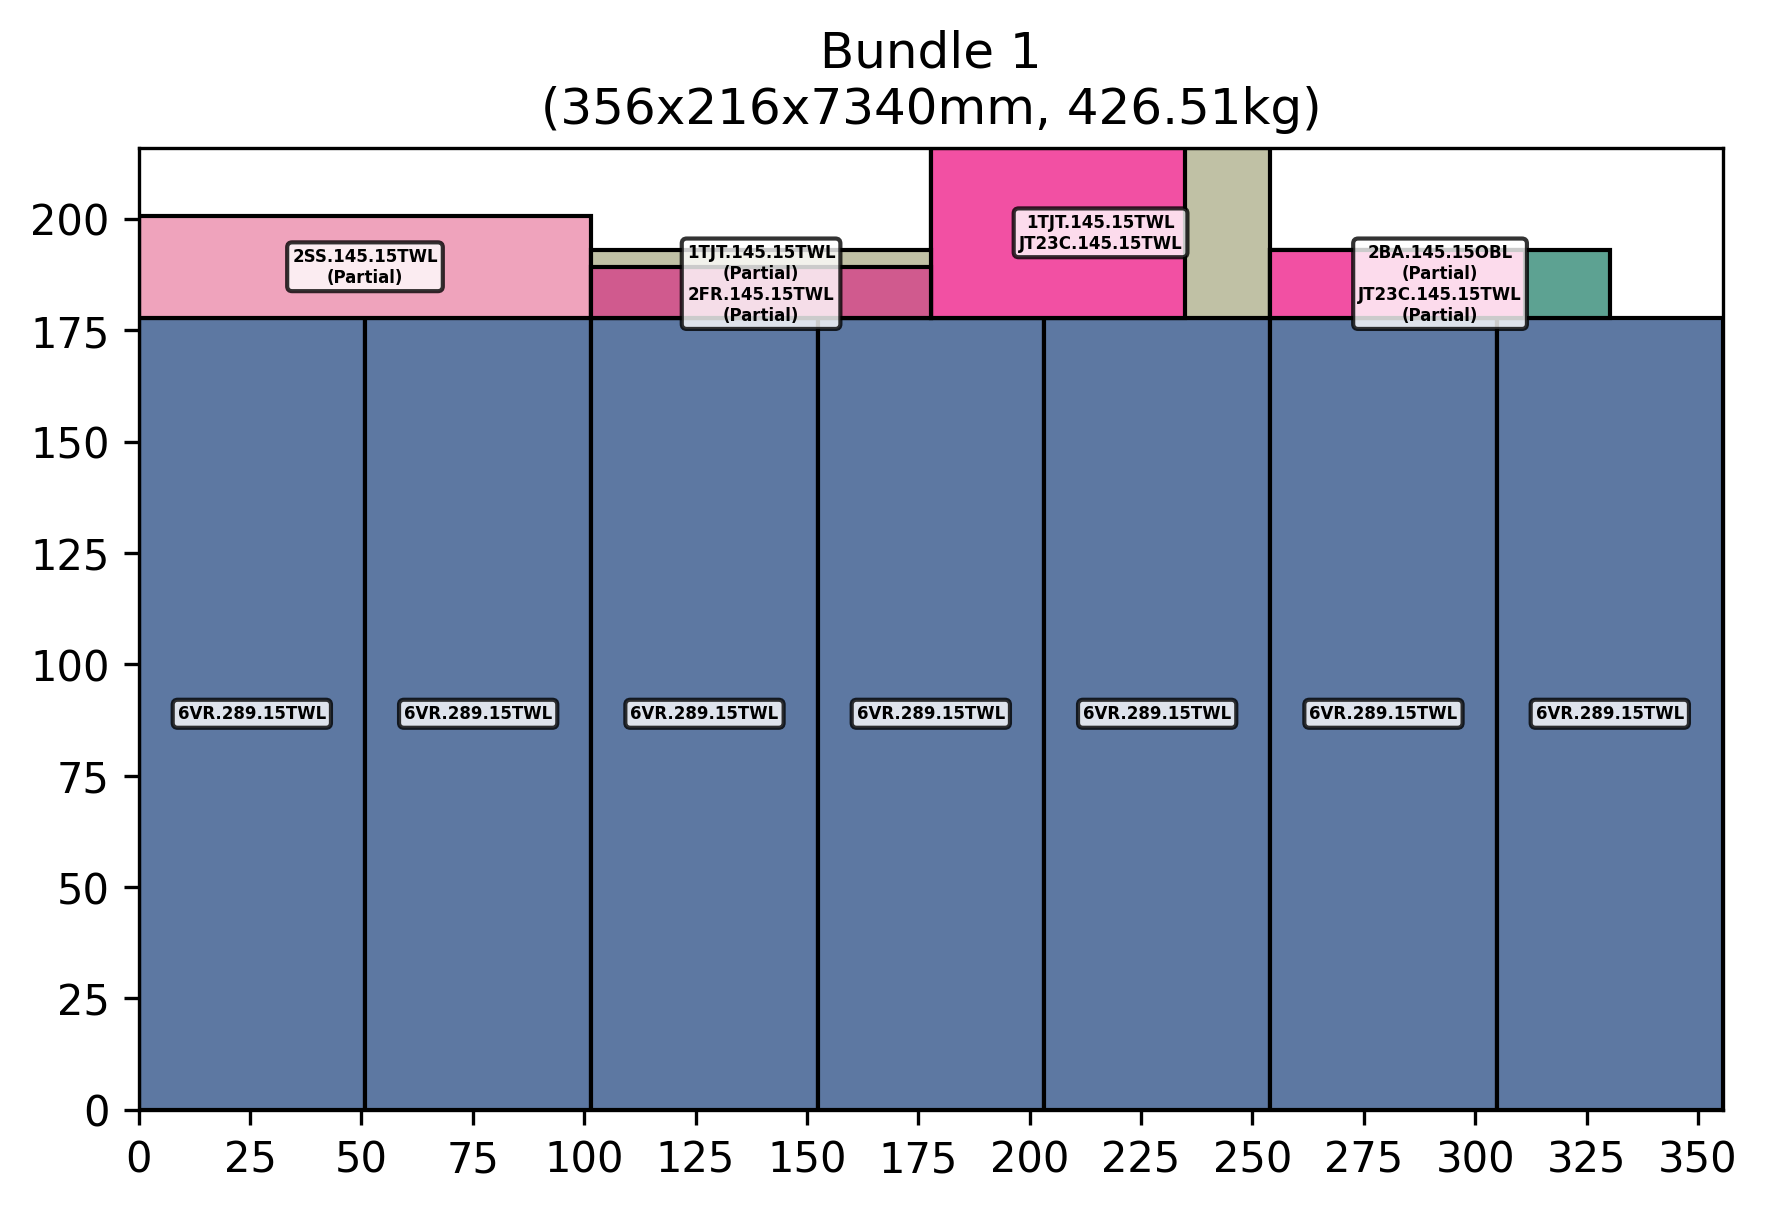 Bundle 1
(356x216x7340mm, 426.51kg)
200
175
150
125
100
75
50
25
0
2SS.145.15TWL
(Partial)
1TJT.145.15TWL
(Partial)
2FR.145.15TWL
(Partial)
1TJT.145.15TWL
JT23C.145.15TWL
2BA.145.15OBL
(Partial)
JT23C.145.15TWL
(Partial)
6VR.289.15TWL
6VR.289.15TWL
6VR.289.15TWL
6VR.289.15TWL
6VR.289.15TWL
6VR.289.15TWL
6VR.289.15TWL
0 25 50 75 100 125 150 175 200 225 250 275 300 325 350